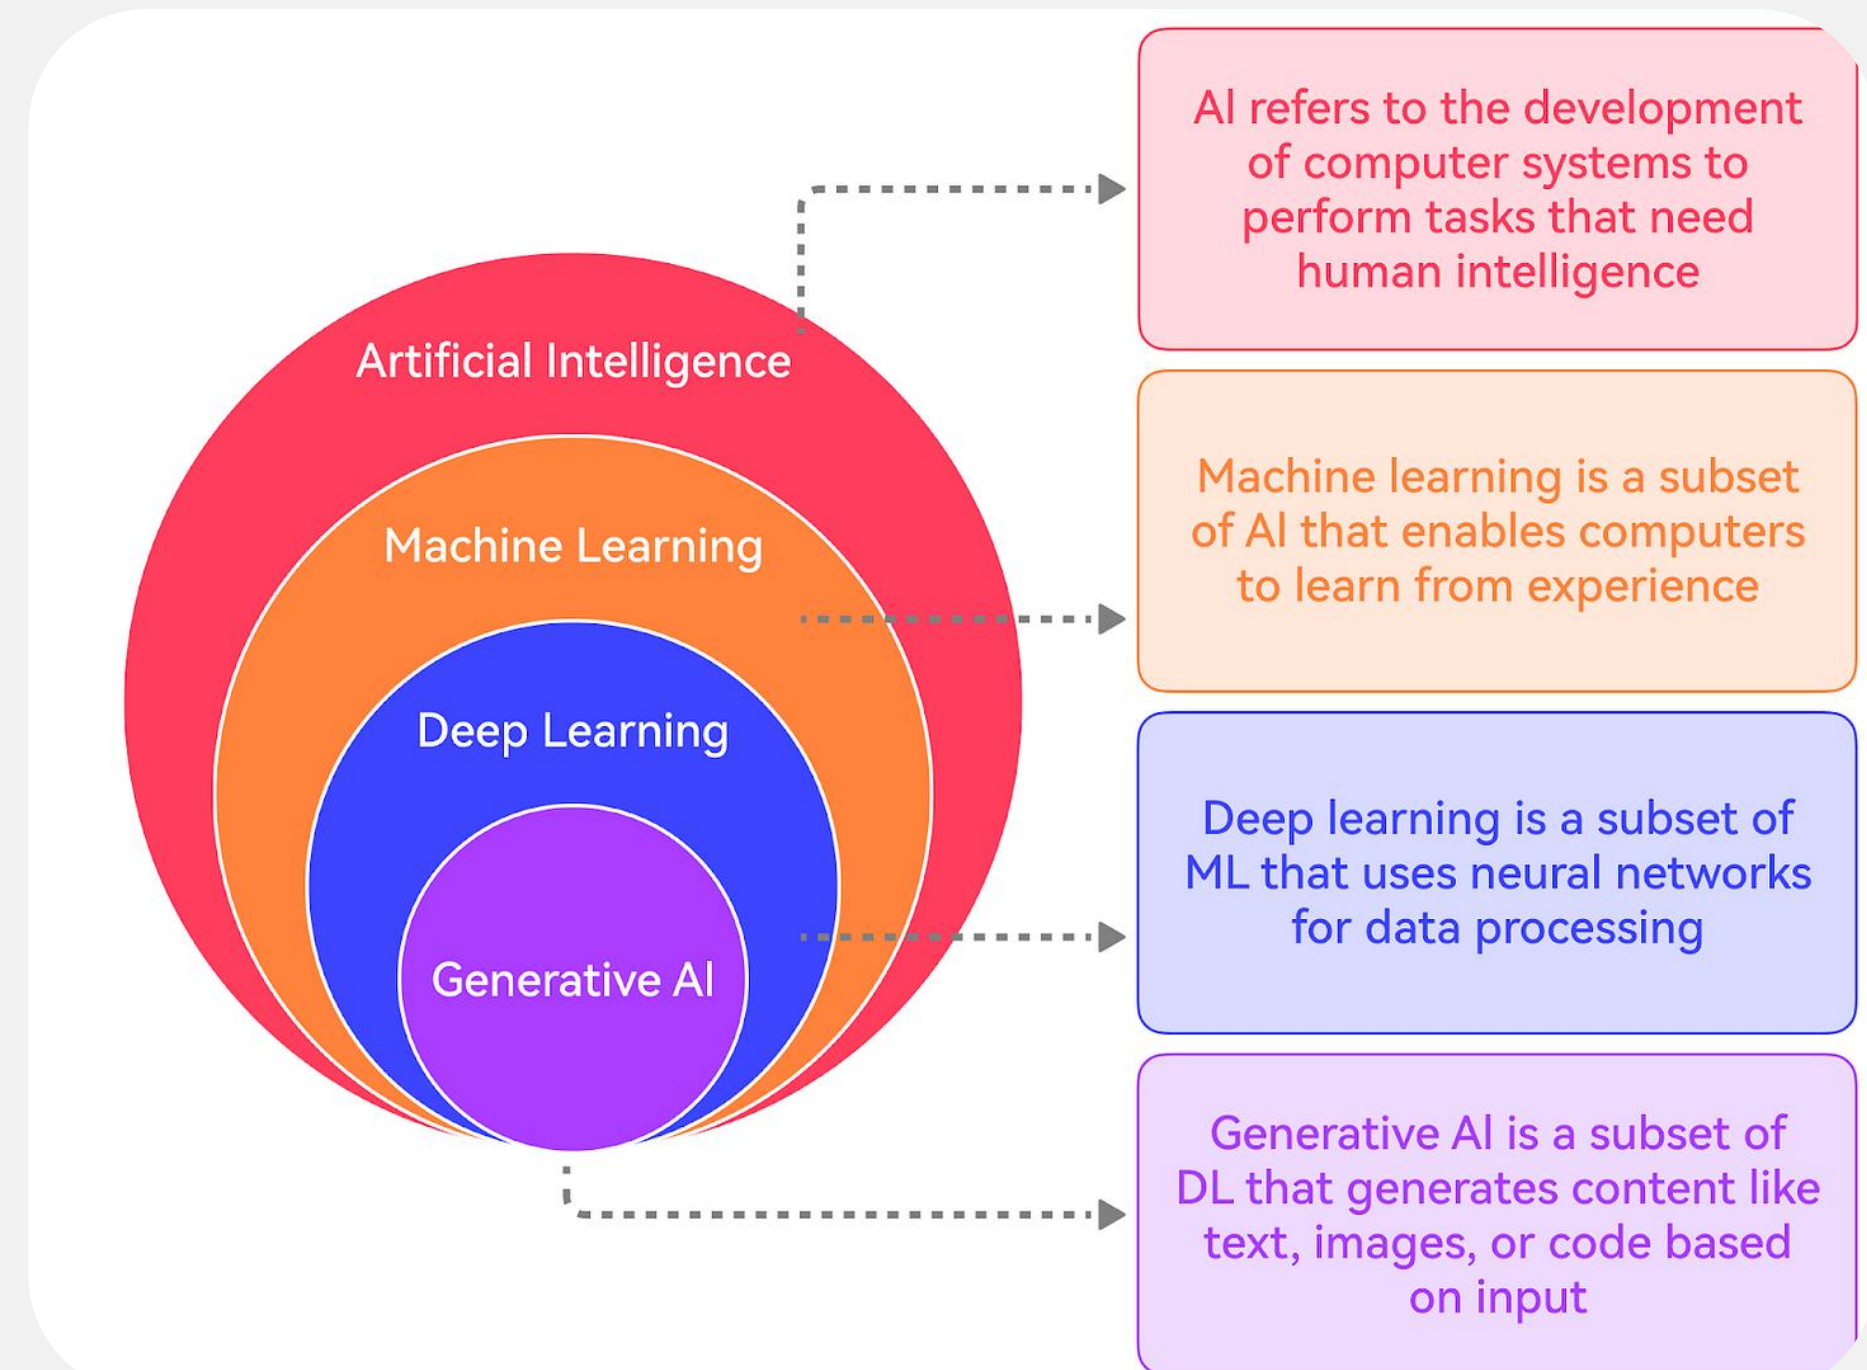 Artificial Intelligence
Machine Learning
Deep Learning
Generative AI
AI refers to the development
of computer systems to
perform tasks that need
human intelligence
Machine learning is a subset
of AI that enables computers
to learn from experience
Deep learning is a subset of
ML that uses neural networks
for data processing
Generative AI is a subset of
DL that generates content like
text, images, or code based
on input